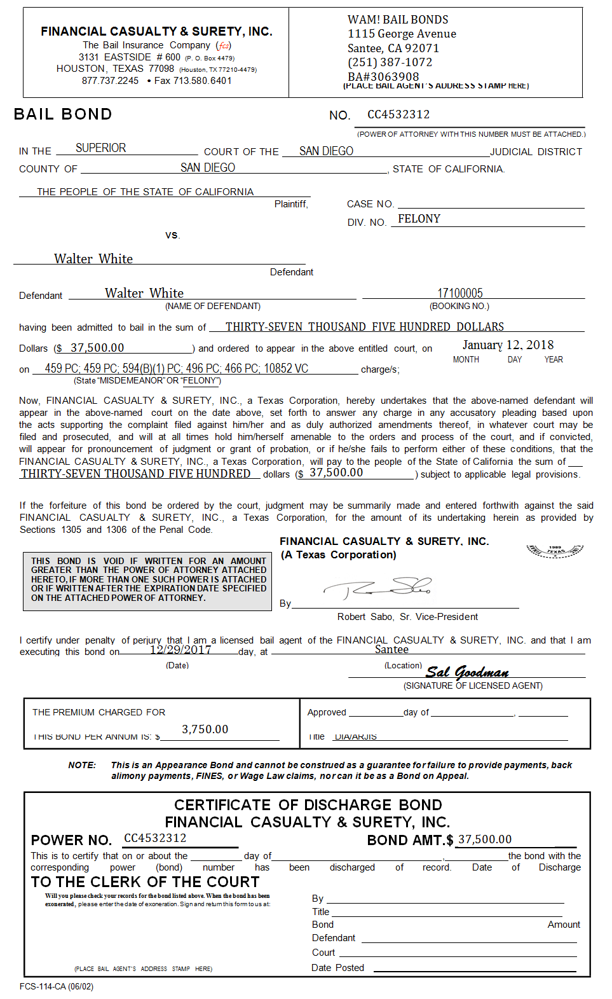 FINANCIAL CASUALTY & SURETY, INC.
The Bail Insurance Company (fcs)
3131 EASTSIDE # 600 (P. O. Box 4479)
HOUSTON, TEXAS 77098 (Houston, TX 77210-4479)
877.737.2245 • Fax 713.580.6401
WAM! BAIL BONDS
1115 George Avenue
Santee, CA 92071
(251) 387-1072
BA#3063908
(PLACE BAIL AGENT'S ADDRESS STAMP HERE)
BAIL BOND NO. CC4532312
(POWER OF ATTORNEY WITH THIS NUMBER MUST BE ATTACHED.)
IN THE SUPERIOR COURT OF THE SAN DIEGO JUDICIAL DISTRICT
COUNTY OF SAN DIEGO, STATE OF CALIFORNIA.
THE PEOPLE OF THE STATE OF CALIFORNIA
Plaintiff, CASE NO.
DIV. NO. FELONY
VS.
Walter White
Defendant
Defendant Walter White 17100005
(NAME OF DEFENDANT) (BOOKING NO.)
having been admitted to bail in the sum of THIRTY-SEVEN THOUSAND FIVE HUNDRED DOLLARS
Dollars ($ 37,500.00 ) and ordered to appear in the above entitled court, on January 12, 2018
MONTH DAY YEAR
on 459 PC; 459 PC; 594(B)(1) PC; 496 PC; 466 PC; 10852 VC charge/s;
(State "MISDEMEANOR" OR "FELONY")
Now, FINANCIAL CASUALTY & SURETY, INC., a Texas Corporation, hereby undertakes that the above-named defendant will
appear in the above-named court on the date above, set forth to answer any charge in any accusatory pleading based upon
the acts supporting the complaint filed against him/her and as duly authorized amendments thereof, in whatever court may be
filed and prosecuted, and will at all times hold him/herself amenable to the orders and process of the court, and if convicted,
will appear for pronouncement of judgment or grant of probation, or if he/she fails to perform either of these conditions, that the
FINANCIAL CASUALTY & SURETY, INC., a Texas Corporation, will pay to the people of the State of California the sum of
THIRTY-SEVEN THOUSAND FIVE HUNDRED dollars ($ 37,500.00 ) subject to applicable legal provisions.
If the forfeiture of this bond be ordered by the court, judgment may be summarily made and entered forthwith against the said
FINANCIAL CASUALTY & SURETY, INC., a Texas Corporation, for the amount of its undertaking herein as provided by
Sections 1305 and 1306 of the Penal Code.
FINANCIAL CASUALTY & SURETY, INC.
(A Texas Corporation)
1989
TEXAS
THIS BOND IS VOID IF WRITTEN FOR AN AMOUNT
GREATER THAN THE POWER OF ATTORNEY ATTACHED
HERETO, IF MORE THAN ONE SUCH POWER IS ATTACHED
OR IF WRITTEN AFTER THE EXPIRATION DATE SPECIFIED
ON THE ATTACHED POWER OF ATTORNEY.
By
Robert Sabo, Sr. Vice-President
I certify under penalty of perjury that I am a licensed bail agent of the FINANCIAL CASUALTY & SURETY, INC. and that I am
executing this bond on 12/29/2017 day, at Santee
(Date) (Location)
Sal Goodman
(SIGNATURE OF LICENSED AGENT)
THE PREMIUM CHARGED FOR
THIS BOND PER ANNUM IS: $ 3,750.00
Approved day of ,
Title DIA/ARJIS
NOTE: This is an Appearance Bond and cannot be construed as a guarantee for failure to provide payments, back
alimony payments, FINES, or Wage Law claims, nor can it be as a Bond on Appeal.
CERTIFICATE OF DISCHARGE BOND
FINANCIAL CASUALTY & SURETY, INC.
POWER NO. CC4532312 BOND AMT.$ 37,500.00
This is to certify that on or about the day of , the bond with the
corresponding power (bond) number has been discharged of record. Date of Discharge
TO THE CLERK OF THE COURT
Will you please check your records for the bond listed above. When the bond has been
exonerated, please enter the date of exoneration. Sign and return this form to us at:
By
Title
Bond Amount
Defendant
Court
Date Posted
(PLACE BAIL AGENT'S ADDRESS STAMP HERE)
FCS-114-CA (06/02)